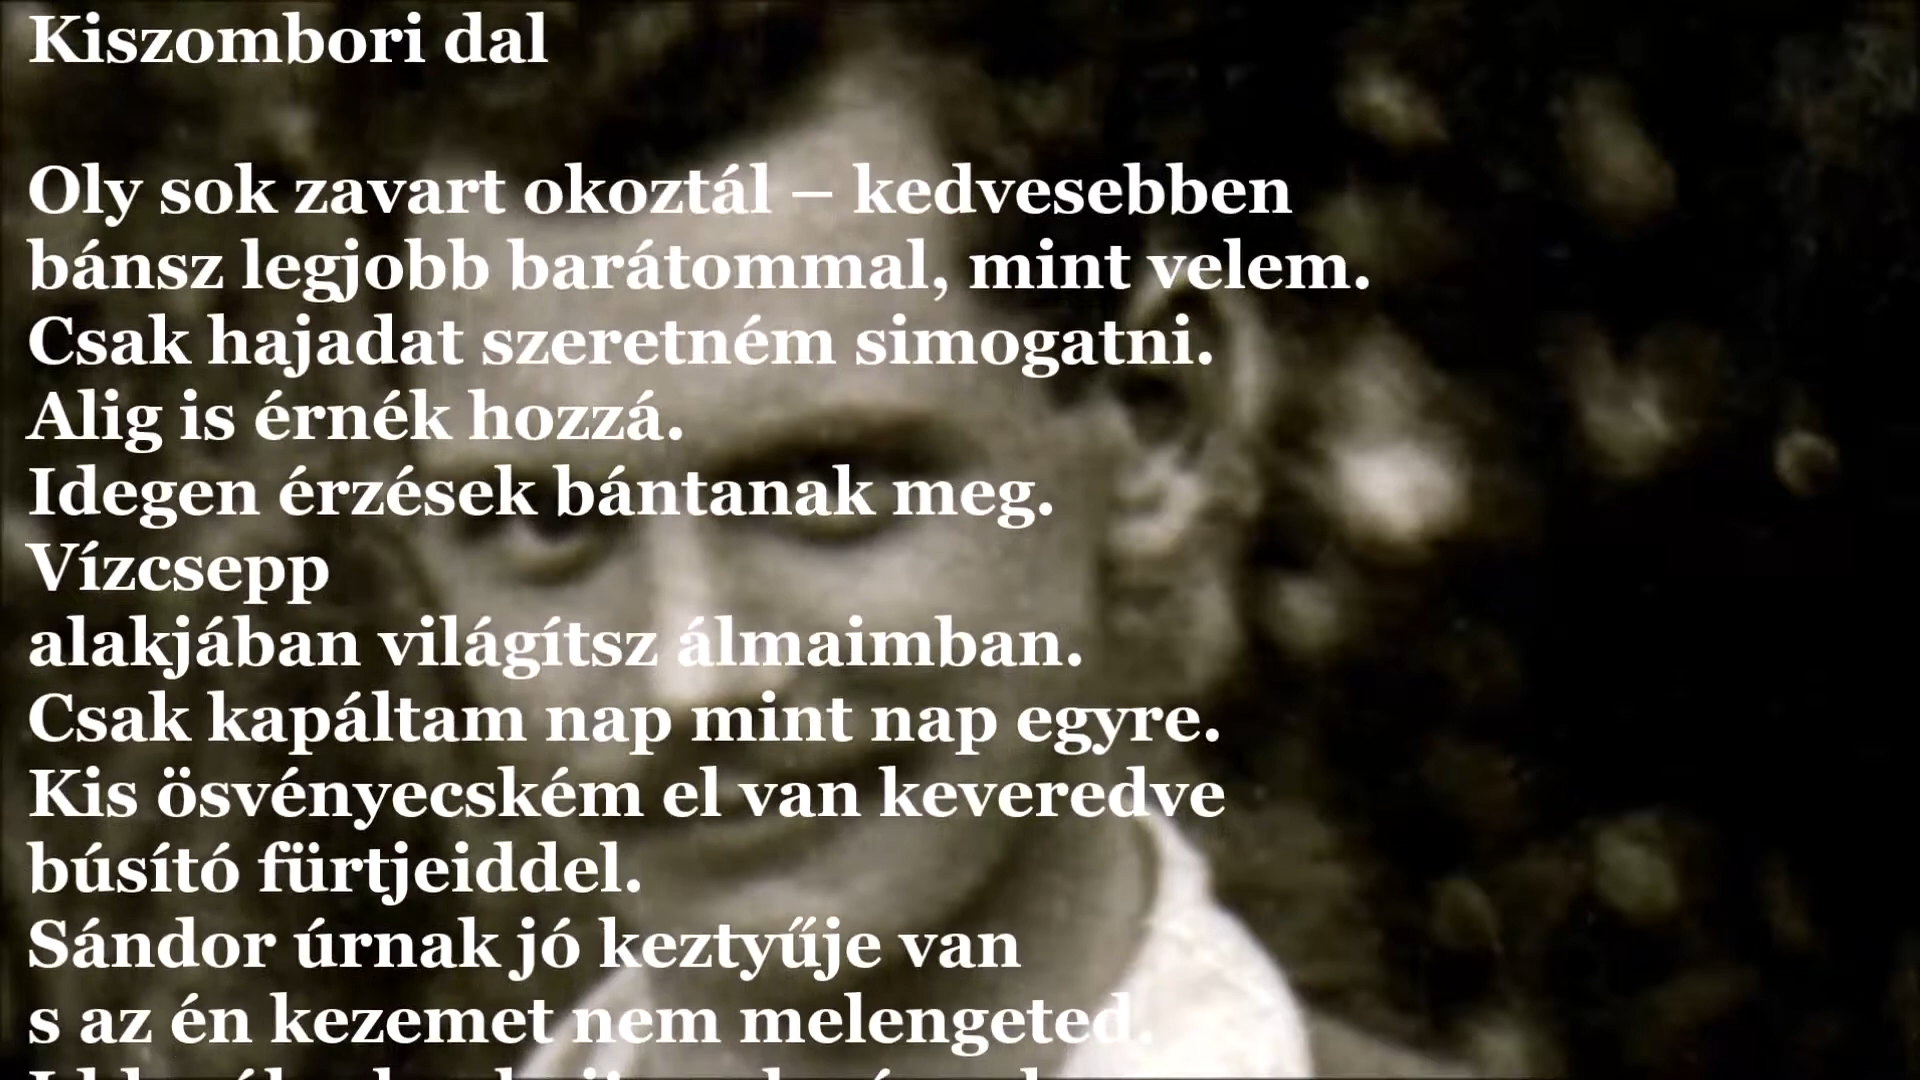 Kiszombori dal
Oly sok zavart okoztál – kedvesebben
bánsz legjobb barátommal, mint velem.
Csak hajadat szeretném simogatni.
Alig is érnék hozzá.
Idegen érzések bántanak meg.
Vízcsepp
alakjában világítsz álmaimban.
Csak kapáltam nap mint nap egyre.
Kis ösvényecském el van keveredve
búsító fürtjeiddel.
Sándor úrnak jó keztyűje van
s az én kezemet nem melengeted.